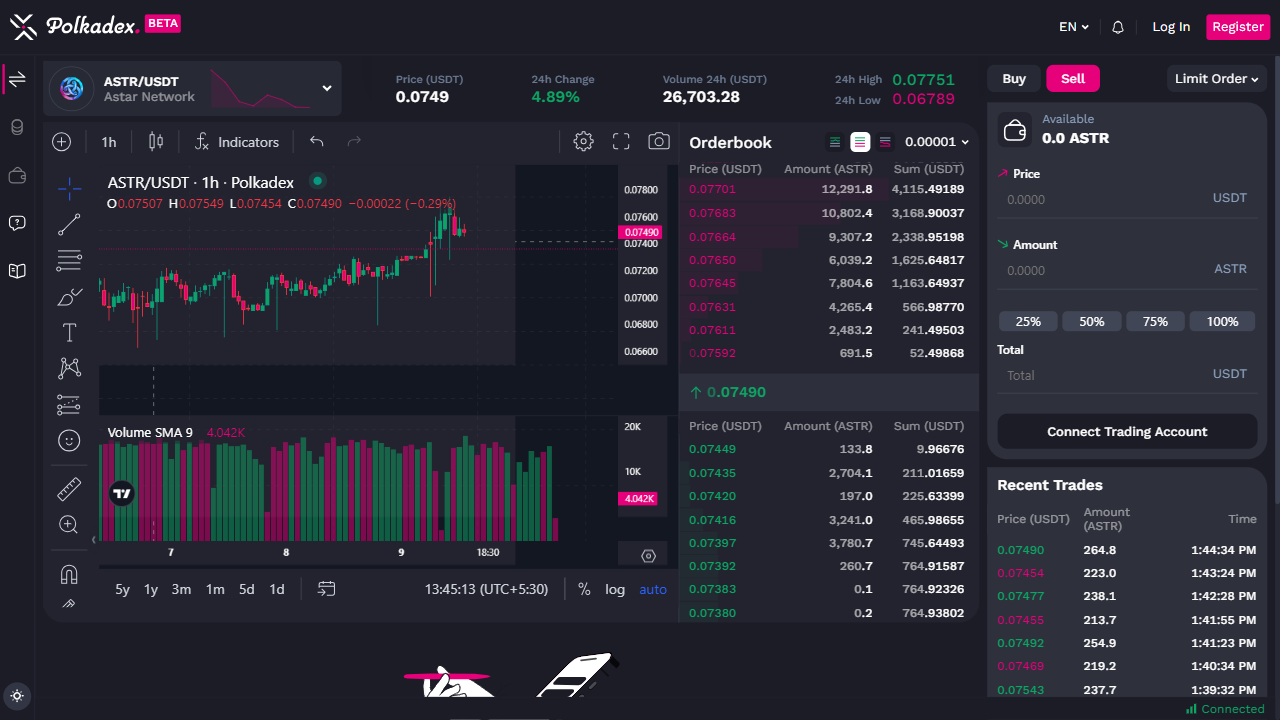 Polkadex. BETA
EN
Log In
Register
ASTR/USDT
Astar Network
Price (USDT)
0.0749
24h Change
4.89%
Volume 24h (USDT)
26,703.28
24h High 0.07751
24h Low 0.06789
1h
Indicators
ASTR/USDT · 1h · Polkadex
O0.07507 H0.07549 L0.07454 C0.07490 −0.00022 (−0.29%)
0.07800
0.07600
0.07490
0.07400
0.07200
0.07000
0.06800
0.06600
Volume SMA 9 4.042K
20K
10K
4.042K
7 8 9 18:30
5y 1y 3m 1m 5d 1d
13:45:13 (UTC+5:30)
% log auto
Orderbook
0.00001
Price (USDT) Amount (ASTR) Sum (USDT)
0.07701 12,291.8 4,115.49189
0.07683 10,802.4 3,168.90037
0.07664 9,307.2 2,338.95198
0.07650 6,039.2 1,625.64817
0.07645 7,804.6 1,163.64937
0.07631 4,265.4 566.98770
0.07611 2,483.2 241.49503
0.07592 691.5 52.49868
0.07490
Price (USDT) Amount (ASTR) Sum (USDT)
0.07449 133.8 9.96676
0.07435 2,704.1 211.01659
0.07420 197.0 225.63399
0.07416 3,241.0 465.98655
0.07397 3,780.7 745.64493
0.07392 260.7 764.91587
0.07383 0.1 764.92326
0.07380 0.2 764.93802
Buy
Sell
Limit Order
Available
0.0 ASTR
Price
0.0000 USDT
Amount
0.0000 ASTR
25% 50% 75% 100%
Total
Total USDT
Connect Trading Account
Recent Trades
Price (USDT) Amount (ASTR) Time
0.07490 264.8 1:44:34 PM
0.07454 223.0 1:43:24 PM
0.07477 238.1 1:42:28 PM
0.07455 213.7 1:41:55 PM
0.07492 254.9 1:41:23 PM
0.07469 219.2 1:40:34 PM
0.07543 237.7 1:39:32 PM
Connected